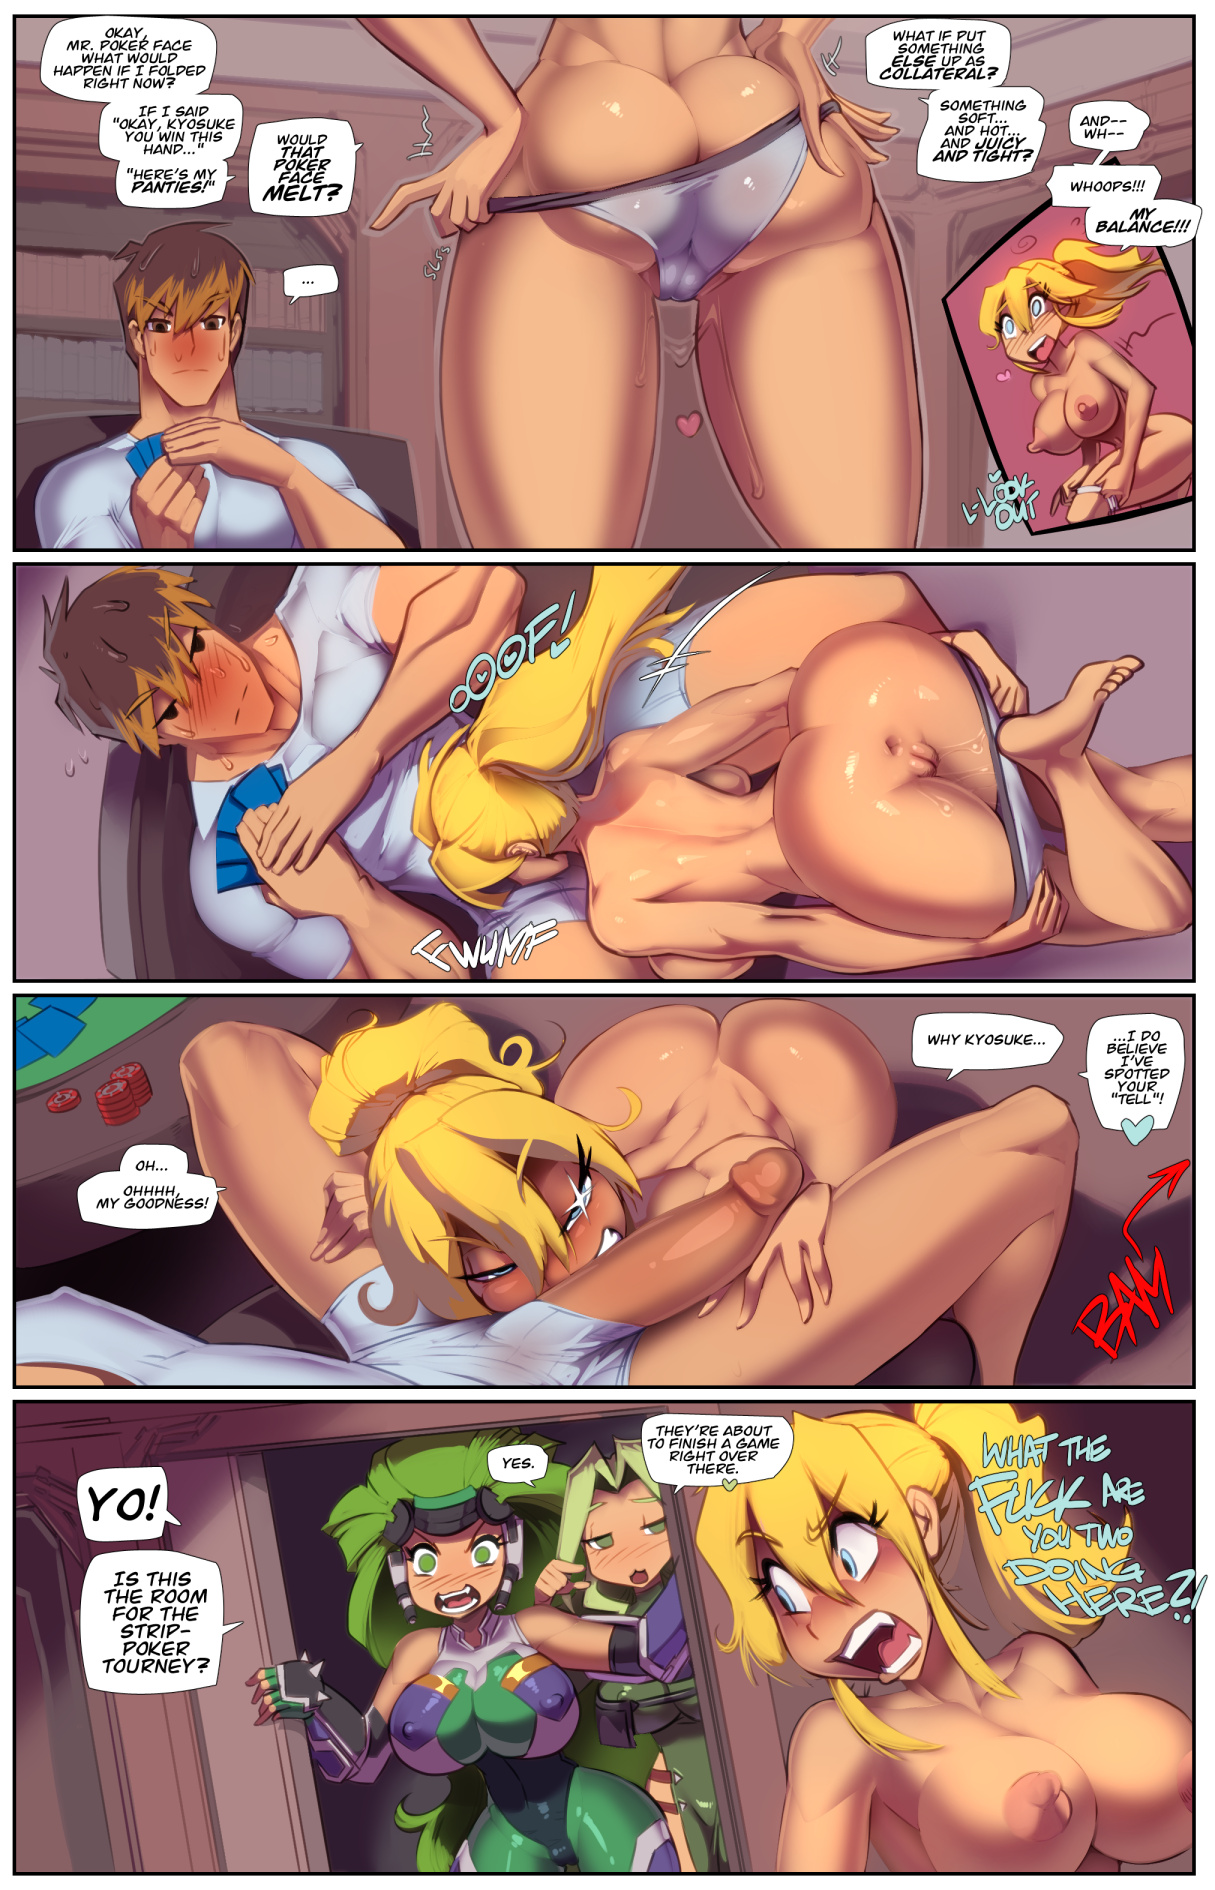 OKAY,
MR. POKER FACE
WHAT WOULD
HAPPEN IF I FOLDED
RIGHT NOW?
IF I SAID
"OKAY, KYOSUKE
YOU WIN THIS
HAND..."
"HERE'S MY
PANTIES!"
WOULD
THAT
POKER
FACE
MELT?
...
SLSS
WHAT IF PUT
SOMETHING
ELSE UP AS
COLLATERAL?
SOMETHING
SOFT...
AND HOT...
AND JUICY
AND TIGHT?
AND--
WH--
WHOOPS!!!
MY
BALANCE!!!
L-LOOK
OUT
OOOF!
FWUMF
WHY KYOSUKE...
...I DO
BELIEVE
I'VE
SPOTTED
YOUR
"TELL"!
OH...
OHHHH,
MY GOODNESS!
BAM
YO!
IS THIS
THE ROOM
FOR THE
STRIP-
POKER
TOURNEY?
YES.
THEY'RE ABOUT
TO FINISH A GAME
RIGHT OVER
THERE.
WHAT THE
FUCK ARE
YOU TWO
DOING
HERE?!